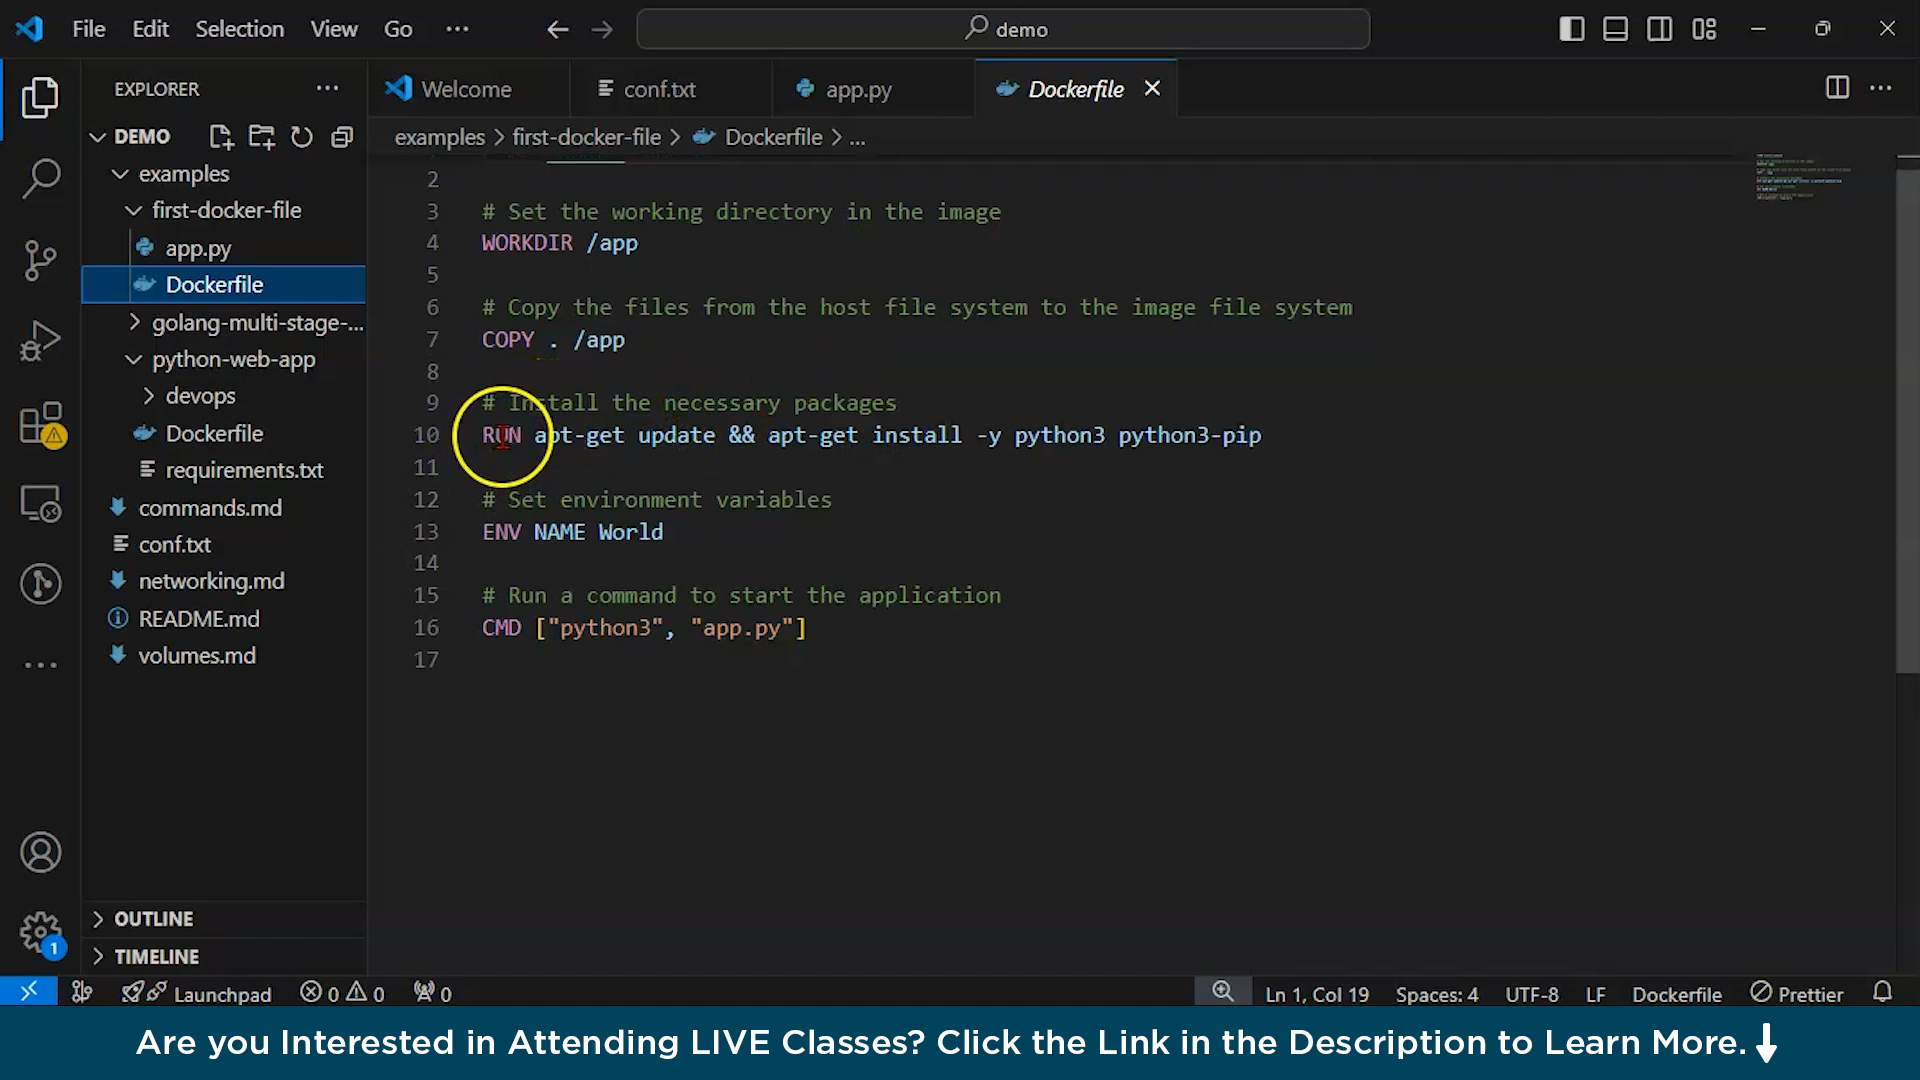 File Edit Selection View Go ··· demo
EXPLORER ···
Welcome conf.txt app.py Dockerfile
DEMO
examples > first-docker-file > Dockerfile > ...
examples
first-docker-file
app.py
Dockerfile
golang-multi-stage-...
python-web-app
devops
Dockerfile
requirements.txt
commands.md
conf.txt
networking.md
README.md
volumes.md
OUTLINE
TIMELINE
2
3 # Set the working directory in the image
4 WORKDIR /app
5
6 # Copy the files from the host file system to the image file system
7 COPY . /app
8
9 # Install the necessary packages
10 RUN apt-get update && apt-get install -y python3 python3-pip
11
12 # Set environment variables
13 ENV NAME World
14
15 # Run a command to start the application
16 CMD ["python3", "app.py"]
17
1
Launchpad 0 0 0 Ln 1, Col 19 Spaces: 4 UTF-8 LF Dockerfile Prettier
Are you Interested in Attending LIVE Classes? Click the Link in the Description to Learn More.